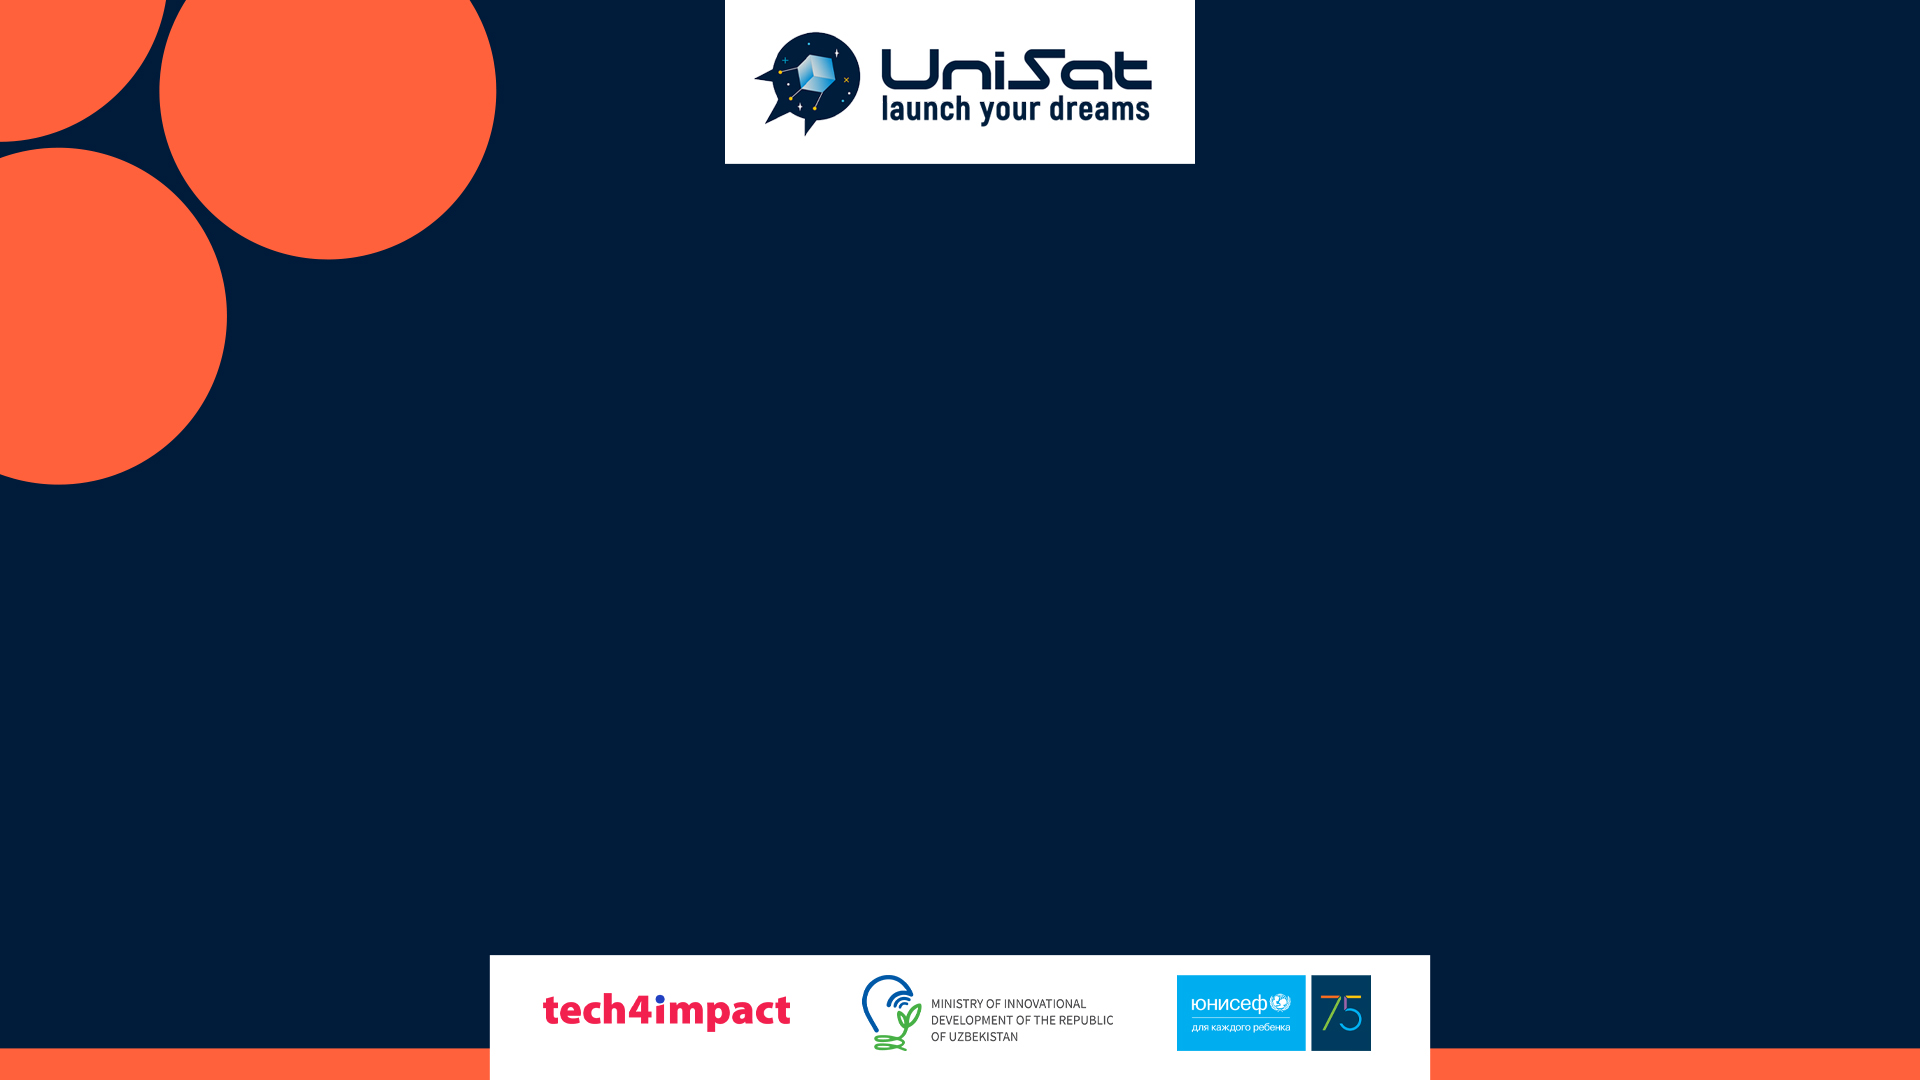 UniSat
launch your dreams
tech4impact
MINISTRY OF INNOVATIONAL
DEVELOPMENT OF THE REPUBLIC
OF UZBEKISTAN
юнисеф
для каждого ребенка
75